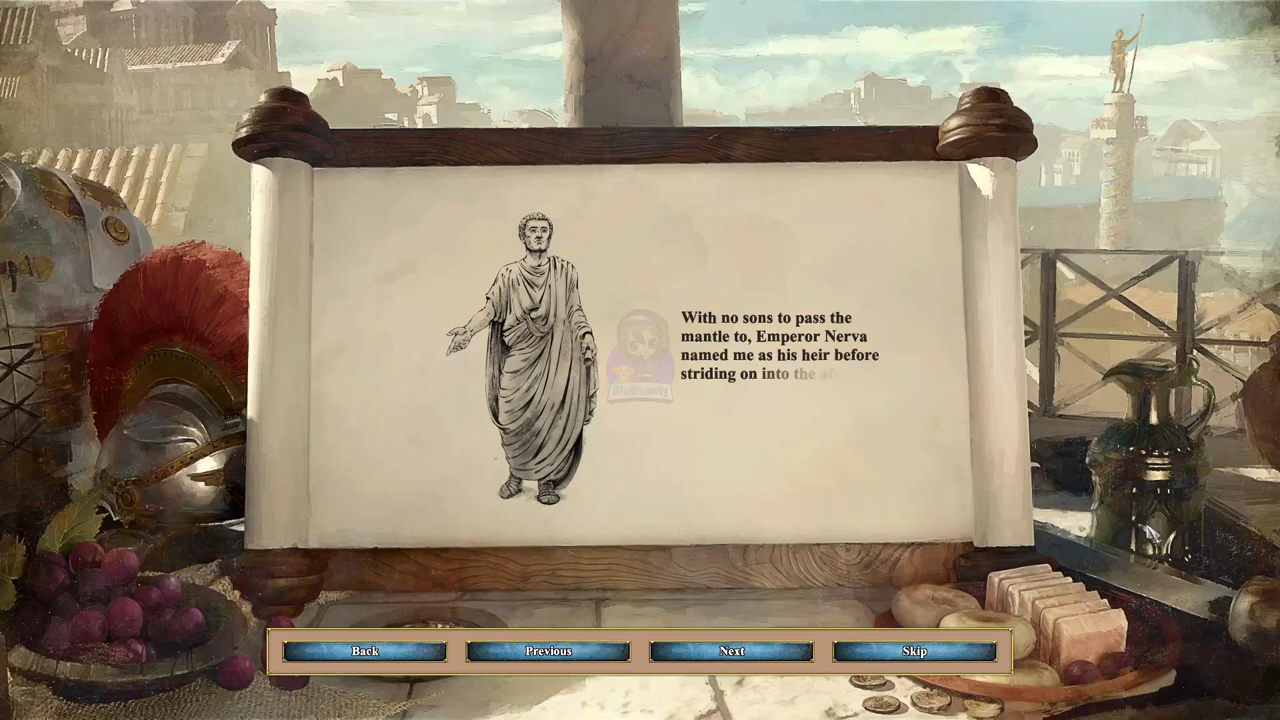 With no sons to pass the
mantle to, Emperor Nerva
named me as his heir before
striding on into the
Back
Previous
Next
Skip